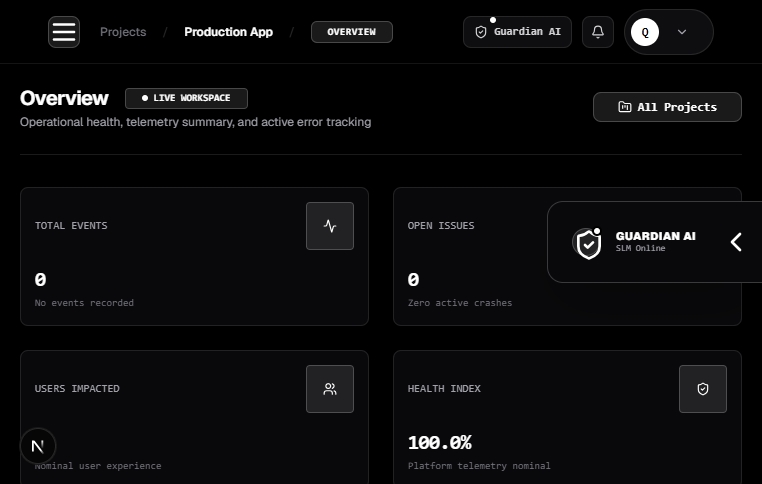 Projects / Production App / OVERVIEW Guardian AI Q
Overview LIVE WORKSPACE
Operational health, telemetry summary, and active error tracking
All Projects
TOTAL EVENTS
0
No events recorded
OPEN ISSUES
0
Zero active crashes
GUARDIAN AI
SLM Online
USERS IMPACTED
Nominal user experience
HEALTH INDEX
100.0%
Platform telemetry nominal
N